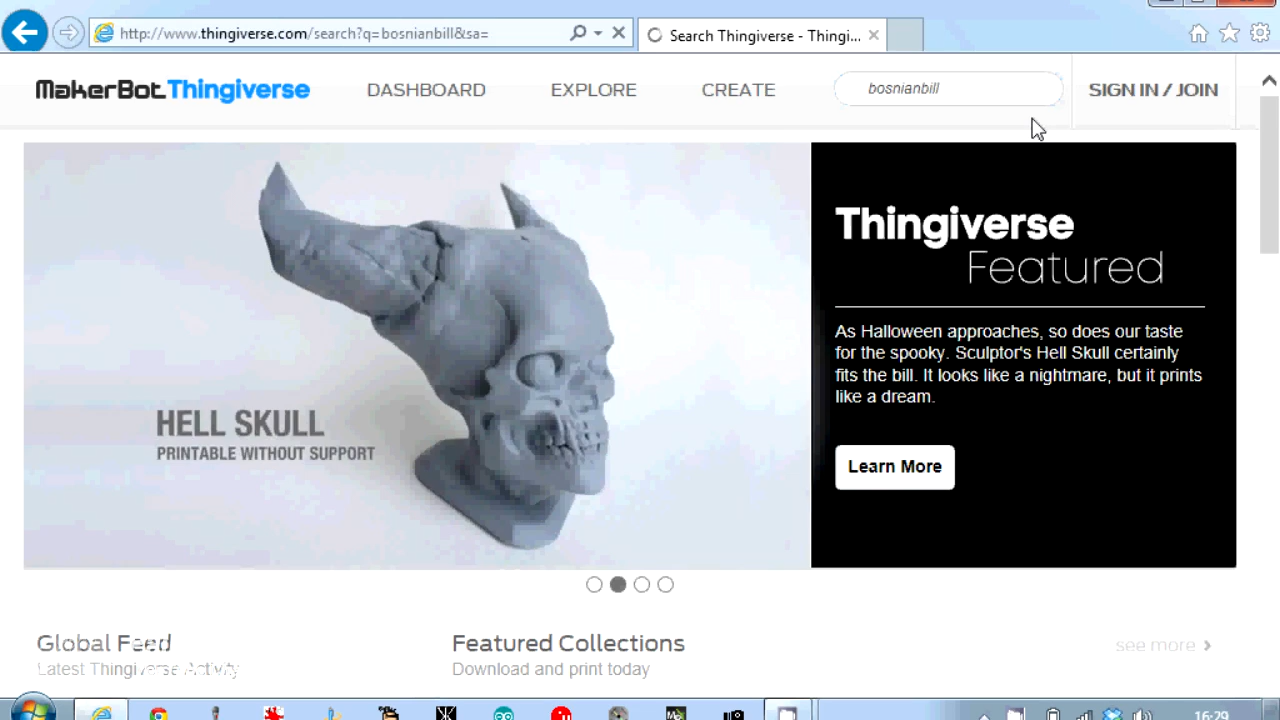 http://www.thingiverse.com/search?q=bosnianbill&sa=
Search Thingiverse - Thingi...
MakerBot Thingiverse
DASHBOARD
EXPLORE
CREATE
bosnianbill
SIGN IN / JOIN
HELL SKULL
PRINTABLE WITHOUT SUPPORT
Thingiverse
Featured
As Halloween approaches, so does our taste
for the spooky. Sculptor's Hell Skull certainly
fits the bill. It looks like a nightmare, but it prints
like a dream.
Learn More
Global Feed
Latest Thingiverse Activity
Featured Collections
Download and print today
see more
16:29